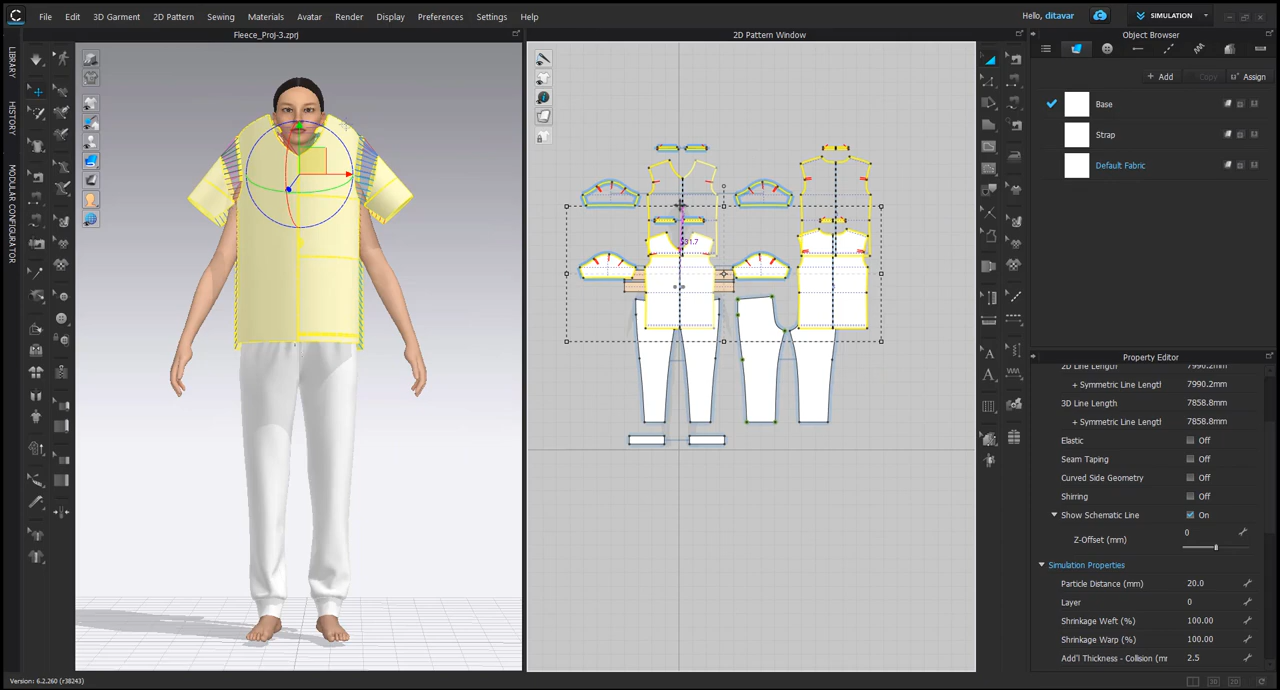 File Edit 3D Garment 2D Pattern Sewing Materials Avatar Render Display Preferences Settings Help
Hello, ditavar
SIMULATION
Fleece_Proj-3.zprj
2D Pattern Window
Object Browser
LIBRARY
HISTORY
MODULAR CONFIGURATOR
+ Add
Copy
Assign
Base
Strap
Default Fabric
31.7
Property Editor
2D Line Length 7990.2mm
+ Symmetric Line Lengtl 7990.2mm
3D Line Length 7858.8mm
+ Symmetric Line Lengtl 7858.8mm
Elastic Off
Seam Taping Off
Curved Side Geometry Off
Shirring Off
Show Schematic Line On
Z-Offset (mm) 0
Simulation Properties
Particle Distance (mm) 20.0
Layer 0
Shrinkage Weft (%) 100.00
Shrinkage Warp (%) 100.00
Add'l Thickness - Collision (mr 2.5
Version: 6.2.260 (r38243)